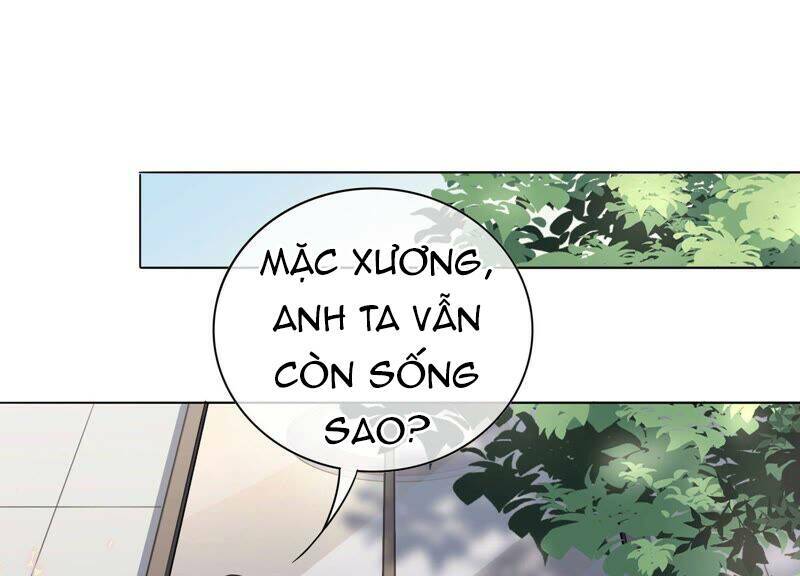 MẶC XƯƠNG,
ANH TA VẪN
CÒN SỐNG
SAO?